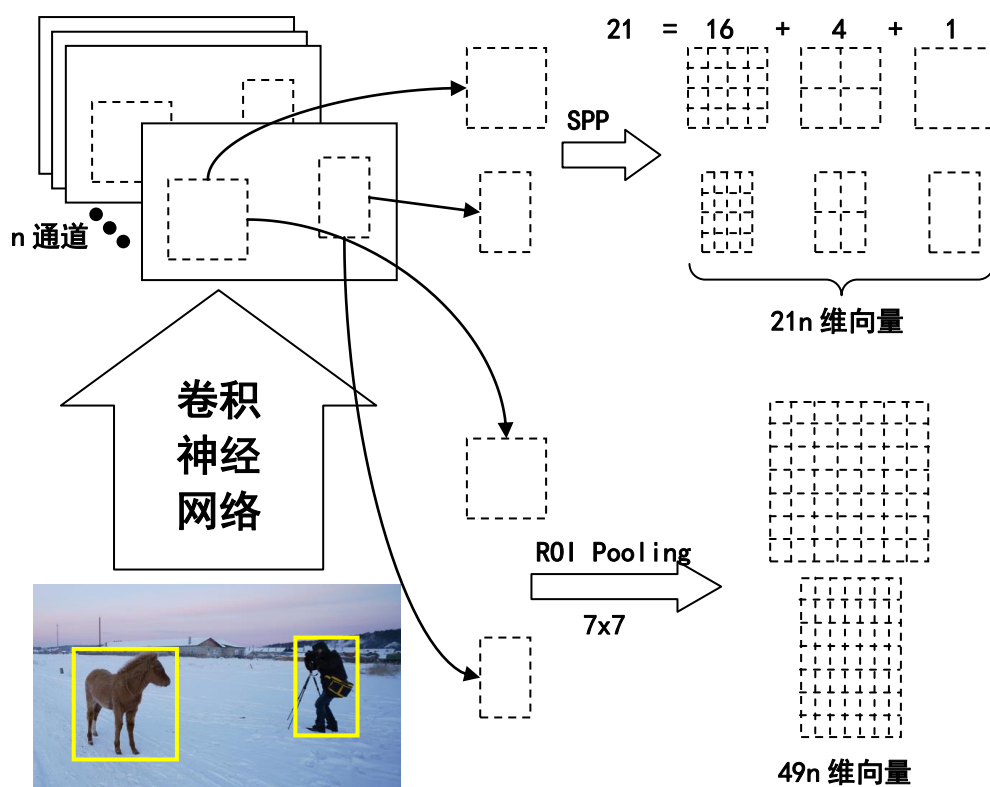 21 = 16 + 4 + 1
SPP
n 通道
21n 维向量
卷积
神经
网络
ROI Pooling
7x7
49n 维向量